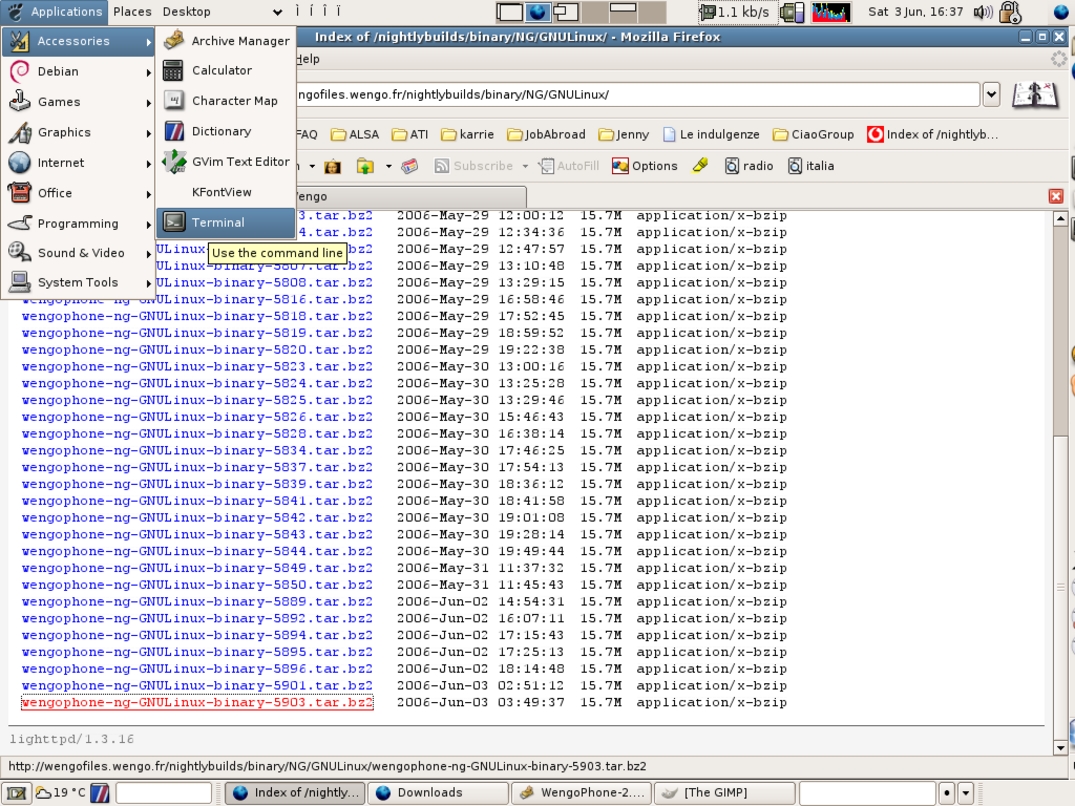 Applications Places Desktop 1.1 kb/s Sat 3 Jun, 16:37
Index of /nightlybuilds/binary/NG/GNULinux/ - Mozilla Firefox
Help
ngofiles.wengo.fr/nightlybuilds/binary/NG/GNULinux/
FAQ ALSA ATI karrie JobAbroad Jenny Le indulgenze CiaoGroup Index of /nightlyb...
Subscribe AutoFill Options radio italia
engo
Accessories
Debian
Games
Graphics
Internet
Office
Programming
Sound & Video
System Tools
Archive Manager
Calculator
Character Map
Dictionary
GVim Text Editor
KFontView
Terminal
Use the command line
3.tar.bz2 2006-May-29 12:00:12 15.7M application/x-bzip
4.tar.bz2 2006-May-29 12:34:36 15.7M application/x-bzip
ULinux- 2006-May-29 12:47:57 15.7M application/x-bzip
2006-May-29 13:10:48 15.7M application/x-bzip
ULinux-binary-5808.tar.bz2 2006-May-29 13:29:15 15.7M application/x-bzip
wengophone-ng-GNULinux-binary-5816.tar.bz2 2006-May-29 16:58:46 15.7M application/x-bzip
wengophone-ng-GNULinux-binary-5818.tar.bz2 2006-May-29 17:52:45 15.7M application/x-bzip
wengophone-ng-GNULinux-binary-5819.tar.bz2 2006-May-29 18:59:52 15.7M application/x-bzip
wengophone-ng-GNULinux-binary-5820.tar.bz2 2006-May-29 19:22:38 15.7M application/x-bzip
wengophone-ng-GNULinux-binary-5823.tar.bz2 2006-May-30 13:00:16 15.7M application/x-bzip
wengophone-ng-GNULinux-binary-5824.tar.bz2 2006-May-30 13:25:28 15.7M application/x-bzip
wengophone-ng-GNULinux-binary-5825.tar.bz2 2006-May-30 13:29:46 15.7M application/x-bzip
wengophone-ng-GNULinux-binary-5826.tar.bz2 2006-May-30 15:46:43 15.7M application/x-bzip
wengophone-ng-GNULinux-binary-5828.tar.bz2 2006-May-30 16:38:14 15.7M application/x-bzip
wengophone-ng-GNULinux-binary-5834.tar.bz2 2006-May-30 17:46:25 15.7M application/x-bzip
wengophone-ng-GNULinux-binary-5837.tar.bz2 2006-May-30 17:54:13 15.7M application/x-bzip
wengophone-ng-GNULinux-binary-5839.tar.bz2 2006-May-30 18:36:12 15.7M application/x-bzip
wengophone-ng-GNULinux-binary-5841.tar.bz2 2006-May-30 18:41:58 15.7M application/x-bzip
wengophone-ng-GNULinux-binary-5842.tar.bz2 2006-May-30 19:01:08 15.7M application/x-bzip
wengophone-ng-GNULinux-binary-5843.tar.bz2 2006-May-30 19:28:14 15.7M application/x-bzip
wengophone-ng-GNULinux-binary-5844.tar.bz2 2006-May-30 19:49:44 15.7M application/x-bzip
wengophone-ng-GNULinux-binary-5849.tar.bz2 2006-May-31 11:37:32 15.7M application/x-bzip
wengophone-ng-GNULinux-binary-5850.tar.bz2 2006-May-31 11:45:43 15.7M application/x-bzip
wengophone-ng-GNULinux-binary-5889.tar.bz2 2006-Jun-02 14:54:31 15.7M application/x-bzip
wengophone-ng-GNULinux-binary-5892.tar.bz2 2006-Jun-02 16:07:11 15.7M application/x-bzip
wengophone-ng-GNULinux-binary-5894.tar.bz2 2006-Jun-02 17:15:43 15.7M application/x-bzip
wengophone-ng-GNULinux-binary-5895.tar.bz2 2006-Jun-02 17:25:13 15.7M application/x-bzip
wengophone-ng-GNULinux-binary-5896.tar.bz2 2006-Jun-02 18:14:48 15.7M application/x-bzip
wengophone-ng-GNULinux-binary-5901.tar.bz2 2006-Jun-03 02:51:12 15.7M application/x-bzip
wengophone-ng-GNULinux-binary-5903.tar.bz2 2006-Jun-03 03:49:37 15.7M application/x-bzip
lighttpd/1.3.16
http://wengofiles.wengo.fr/nightlybuilds/binary/NG/GNULinux/wengophone-ng-GNULinux-binary-5903.tar.bz2
19 °C Index of /nightly... Downloads WengoPhone-2.... [The GIMP]